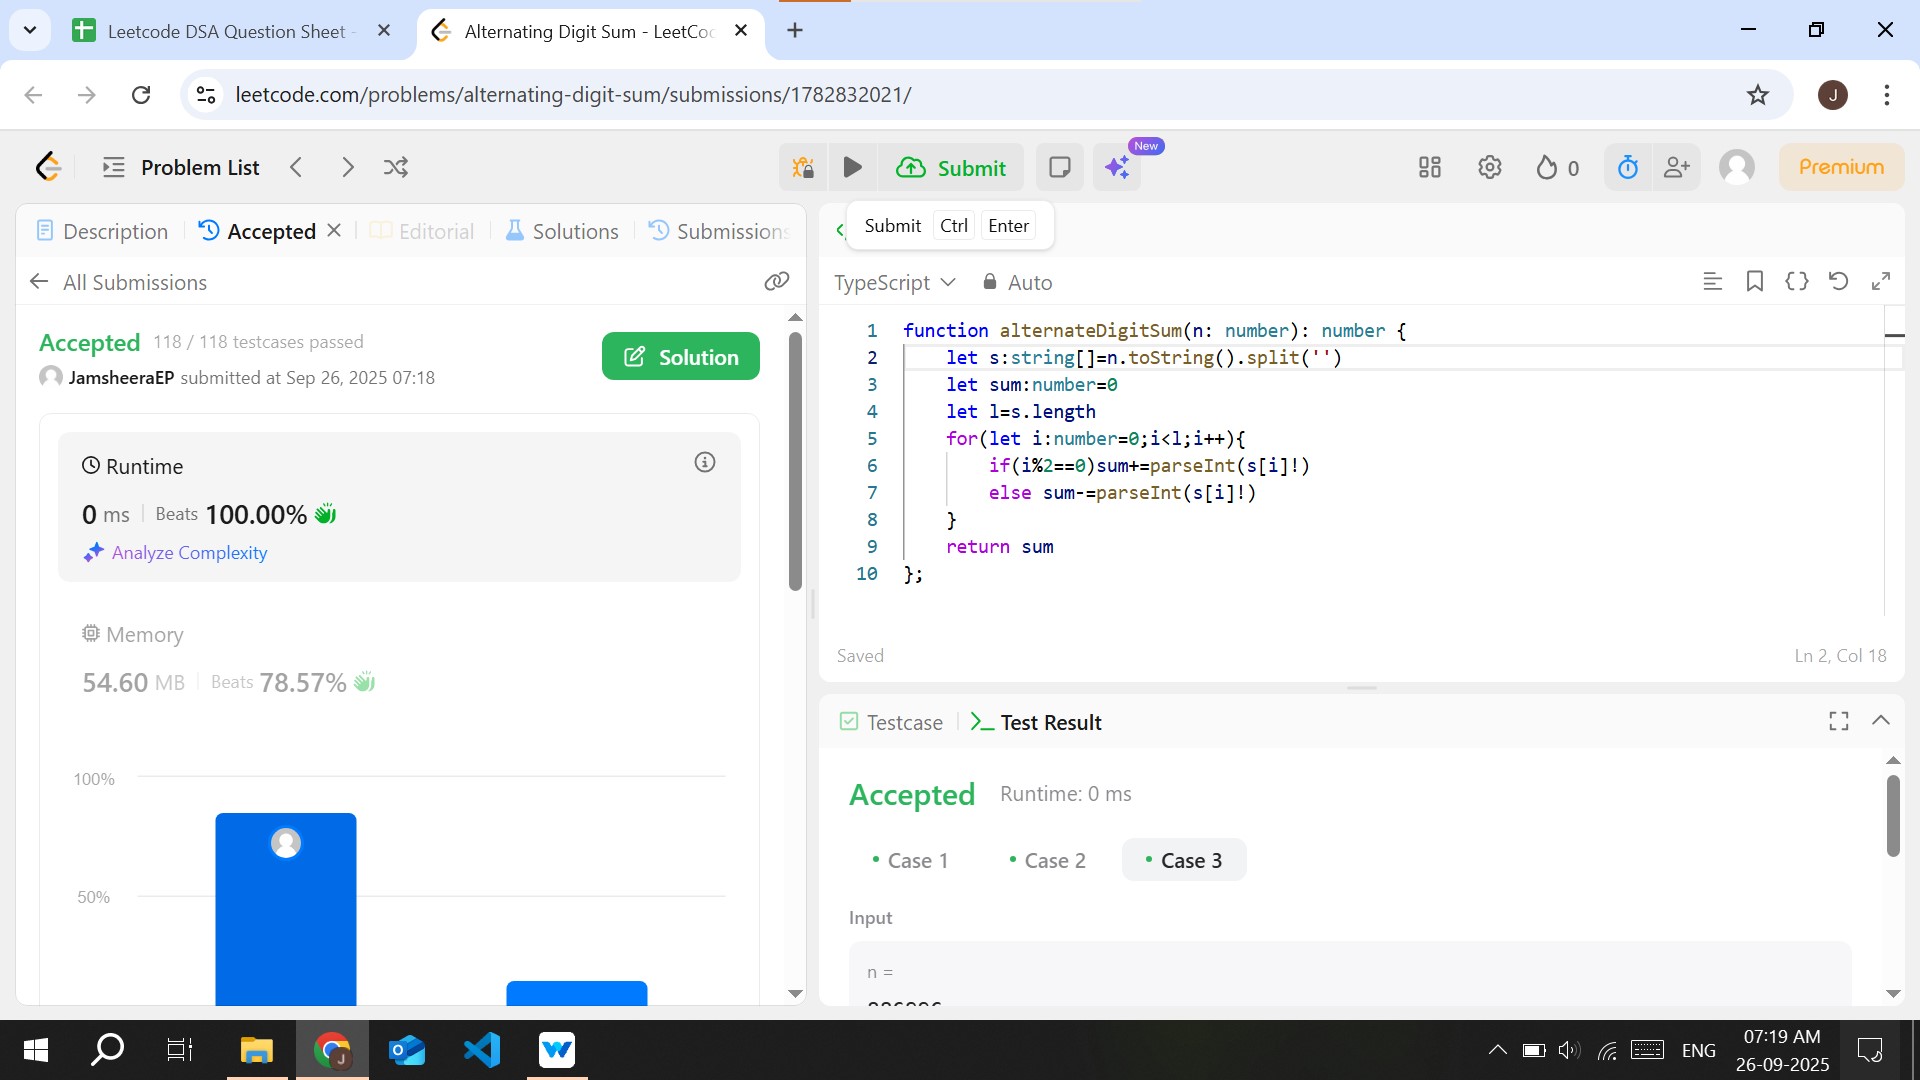 Leetcode DSA Question Sheet -
Alternating Digit Sum - LeetCoc
leetcode.com/problems/alternating-digit-sum/submissions/1782832021/
J
Problem List
Submit
New
0
Premium
Description
Accepted
Editorial
Solutions
Submissions
Submit Ctrl Enter
All Submissions
TypeScript
Auto
Accepted 118 / 118 testcases passed
JamsheeraEP submitted at Sep 26, 2025 07:18
Solution
Runtime
0 ms Beats 100.00%
Analyze Complexity
Memory
54.60 MB Beats 78.57%
100%
50%
1 function alternateDigitSum(n: number): number {
2 let s:string[]=n.toString().split('')
3 let sum:number=0
4 let l=s.length
5 for(let i:number=0;i<l;i++){
6 if(i%2==0)sum+=parseInt(s[i]!)
7 else sum-=parseInt(s[i]!)
8 }
9 return sum
10 };
Saved
Ln 2, Col 18
Testcase
Test Result
Accepted Runtime: 0 ms
Case 1
Case 2
Case 3
Input
n =
886996
J
ENG
07:19 AM
26-09-2025